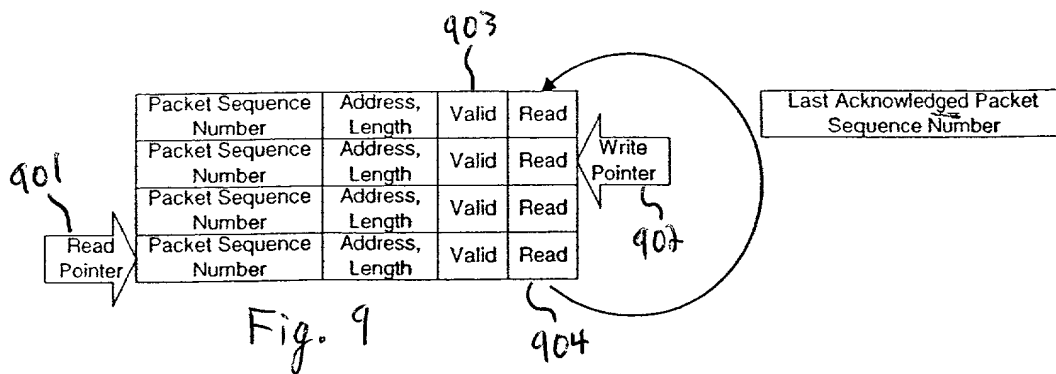 903
Packet Sequence Number Address, Length Valid Read
Last Acknowledged Packet Sequence Number
Packet Sequence Number Address, Length Valid Read
Write Pointer
901
Packet Sequence Number Address, Length Valid Read
902
Read Pointer
Packet Sequence Number Address, Length Valid Read
Fig. 9
904